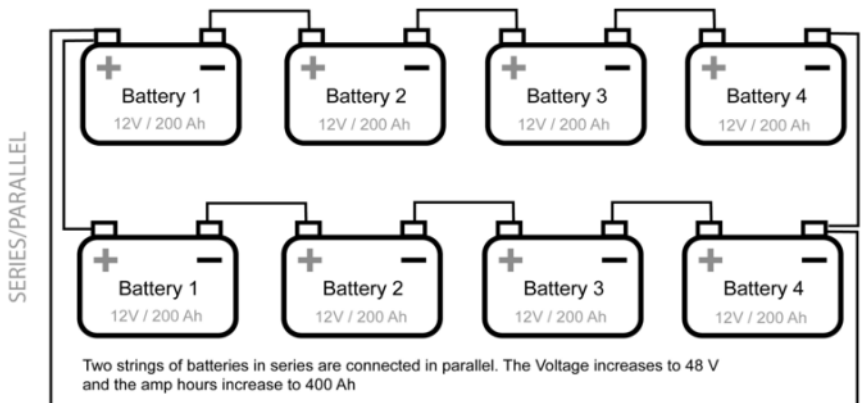 SERIES/PARALLEL
+ − + − + − + −
Battery 1 Battery 2 Battery 3 Battery 4
12V / 200 Ah 12V / 200 Ah 12V / 200 Ah 12V / 200 Ah
+ − + − + − + −
Battery 1 Battery 2 Battery 3 Battery 4
12V / 200 Ah 12V / 200 Ah 12V / 200 Ah 12V / 200 Ah
Two strings of batteries in series are connected in parallel. The Voltage increases to 48 V
and the amp hours increase to 400 Ah